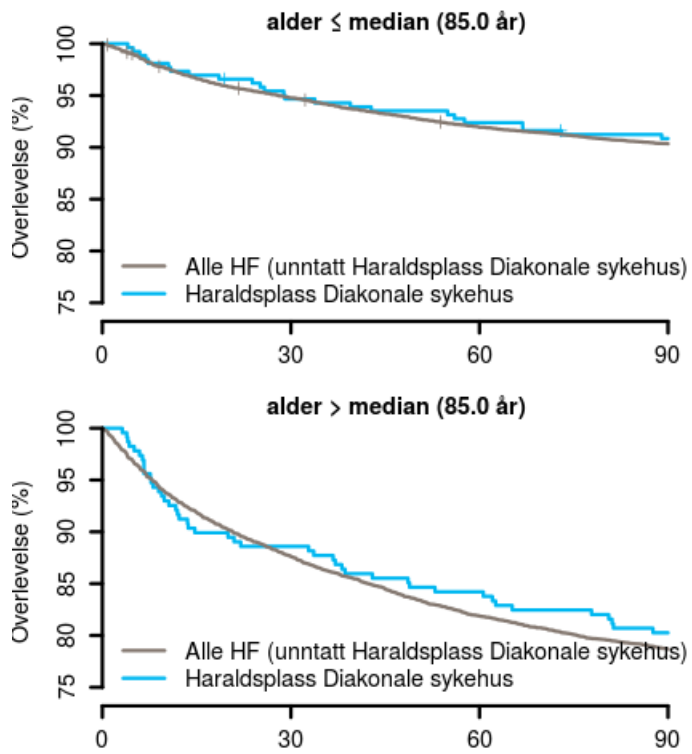 alder ≤ median (85.0 år)
Overlevelse (%)
100
95
90
85
80
75
Alle HF (unntatt Haraldsplass Diakonale sykehus)
Haraldsplass Diakonale sykehus
0 30 60 90
alder > median (85.0 år)
Overlevelse (%)
100
95
90
85
80
75
Alle HF (unntatt Haraldsplass Diakonale sykehus)
Haraldsplass Diakonale sykehus
0 30 60 90